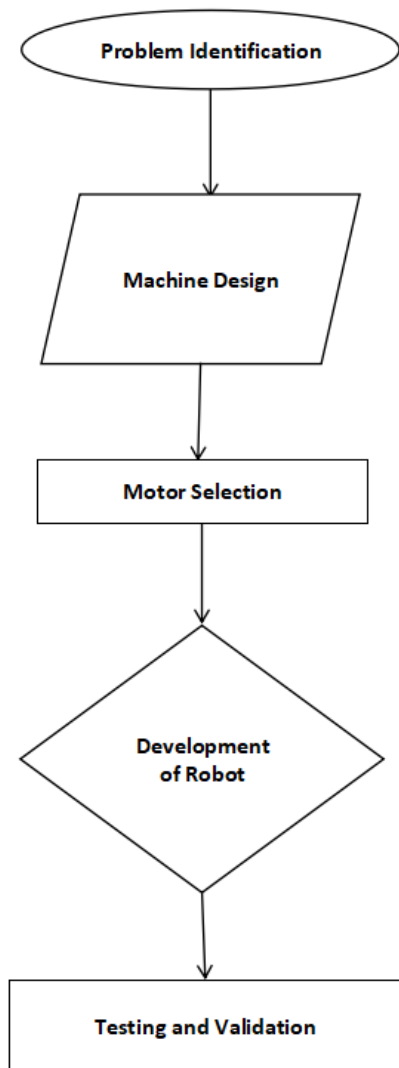 Problem Identification
Machine Design
Motor Selection
Development
of Robot
Testing and Validation